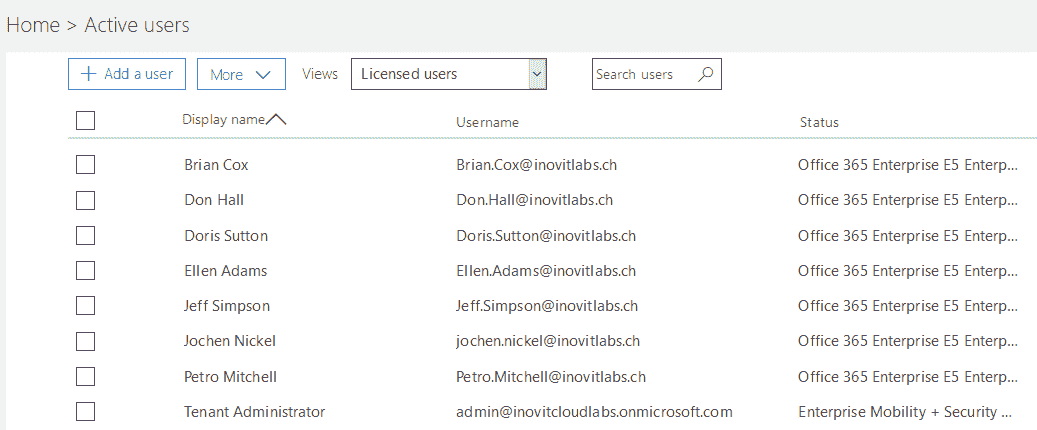 Home > Active users
+ Add a user More Views Licensed users Search users
Display name Username Status
Brian Cox Brian.Cox@inovitlabs.ch Office 365 Enterprise E5 Enterp...
Don Hall Don.Hall@inovitlabs.ch Office 365 Enterprise E5 Enterp...
Doris Sutton Doris.Sutton@inovitlabs.ch Office 365 Enterprise E5 Enterp...
Ellen Adams Ellen.Adams@inovitlabs.ch Office 365 Enterprise E5 Enterp...
Jeff Simpson Jeff.Simpson@inovitlabs.ch Office 365 Enterprise E5 Enterp...
Jochen Nickel jochen.nickel@inovitlabs.ch Office 365 Enterprise E5 Enterp...
Petro Mitchell Petro.Mitchell@inovitlabs.ch Office 365 Enterprise E5 Enterp...
Tenant Administrator admin@inovitcloudlabs.onmicrosoft.com Enterprise Mobility + Security ...